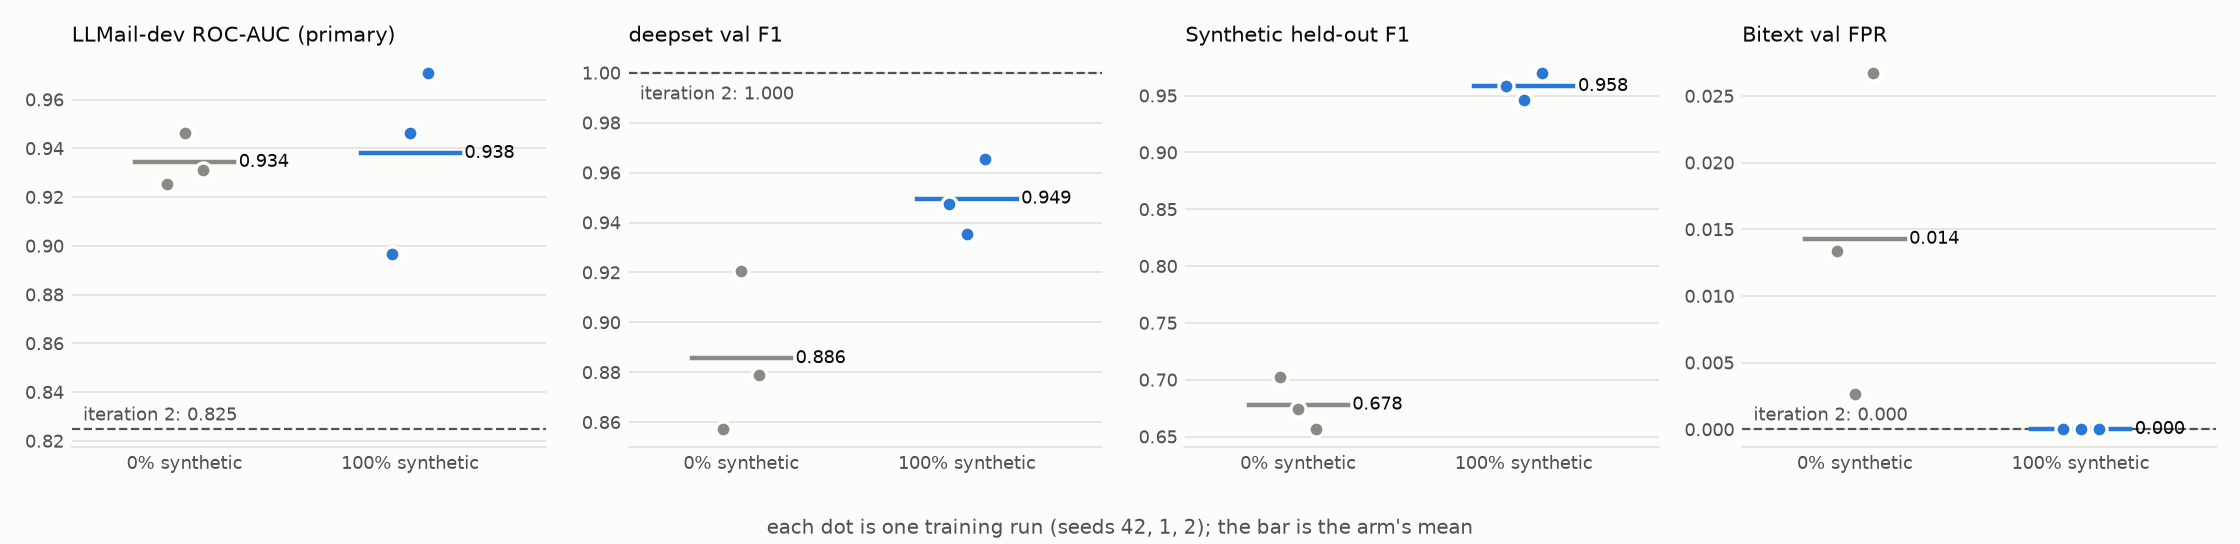 LLMail-dev ROC-AUC (primary)
0.96
0.94
0.92
0.90
0.88
0.86
0.84
0.82
0.934
0.938
iteration 2: 0.825
0% synthetic
100% synthetic
deepset val F1
1.00
0.98
0.96
0.94
0.92
0.90
0.88
0.86
iteration 2: 1.000
0.886
0.949
0% synthetic
100% synthetic
Synthetic held-out F1
0.95
0.90
0.85
0.80
0.75
0.70
0.65
0.678
0.958
0% synthetic
100% synthetic
Bitext val FPR
0.025
0.020
0.015
0.010
0.005
0.000
0.014
iteration 2: 0.000
0.000
0% synthetic
100% synthetic
each dot is one training run (seeds 42, 1, 2); the bar is the arm's mean